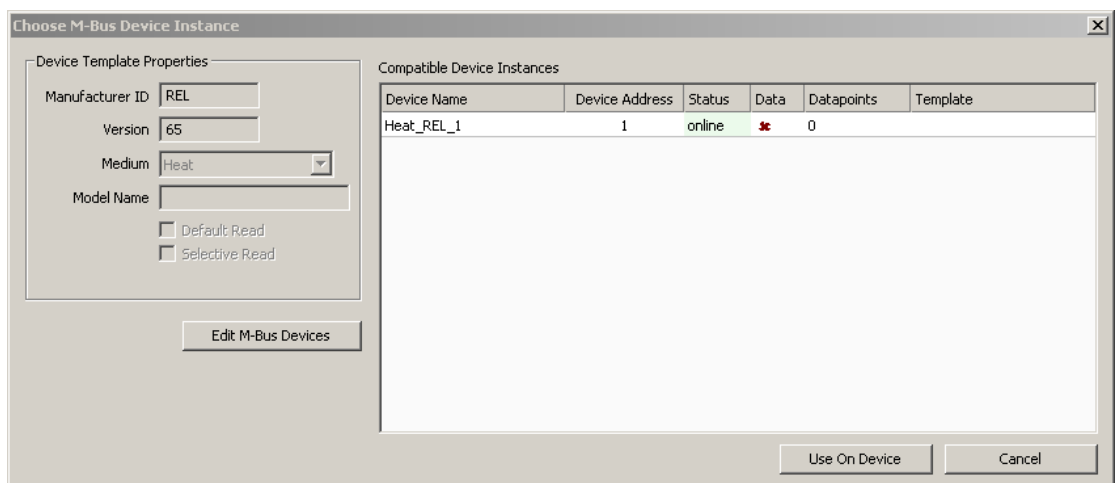 Choose M-Bus Device Instance
Device Template Properties
Manufacturer ID REL
Version 65
Medium Heat
Model Name
Default Read
Selective Read
Edit M-Bus Devices
Compatible Device Instances
Device Name Device Address Status Data Datapoints Template
Heat_REL_1 1 online 0
Use On Device Cancel